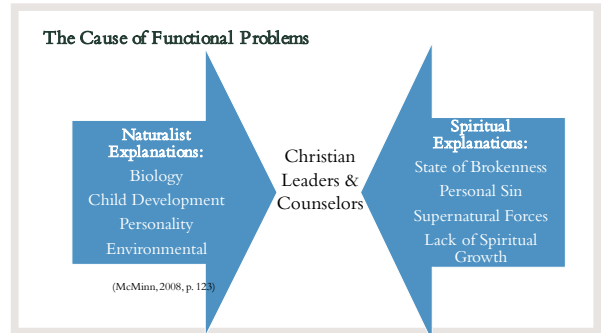 The Cause of Functional Problems
Naturalist
Explanations:
Biology
Child Development
Personality
Environmental
Christian
Leaders &
Counselors
Spiritual
Explanations:
State of Brokenness
Personal Sin
Supernatural Forces
Lack of Spiritual
Growth
(McMinn, 2008, p. 123)